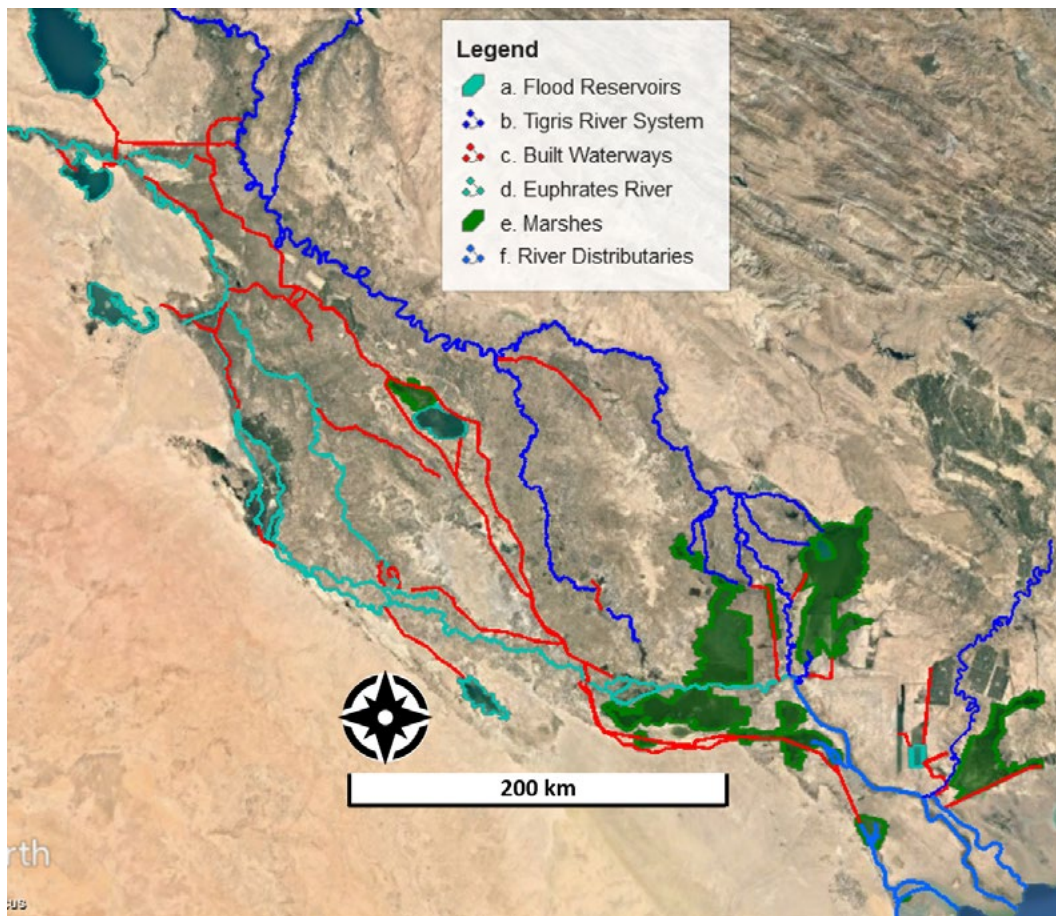 Legend
a. Flood Reservoirs
b. Tigris River System
c. Built Waterways
d. Euphrates River
e. Marshes
f. River Distributaries
200 km
rth